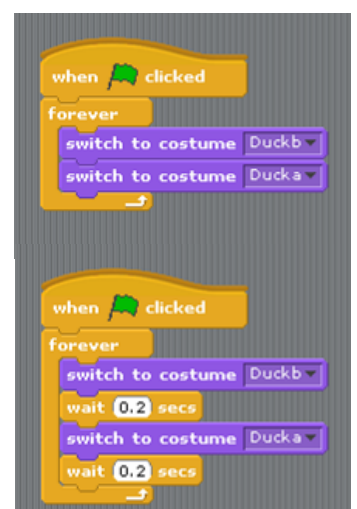 when clicked
forever
switch to costume Duckb
switch to costume Ducka
when clicked
forever
switch to costume Duckb
wait 0.2 secs
switch to costume Ducka
wait 0.2 secs